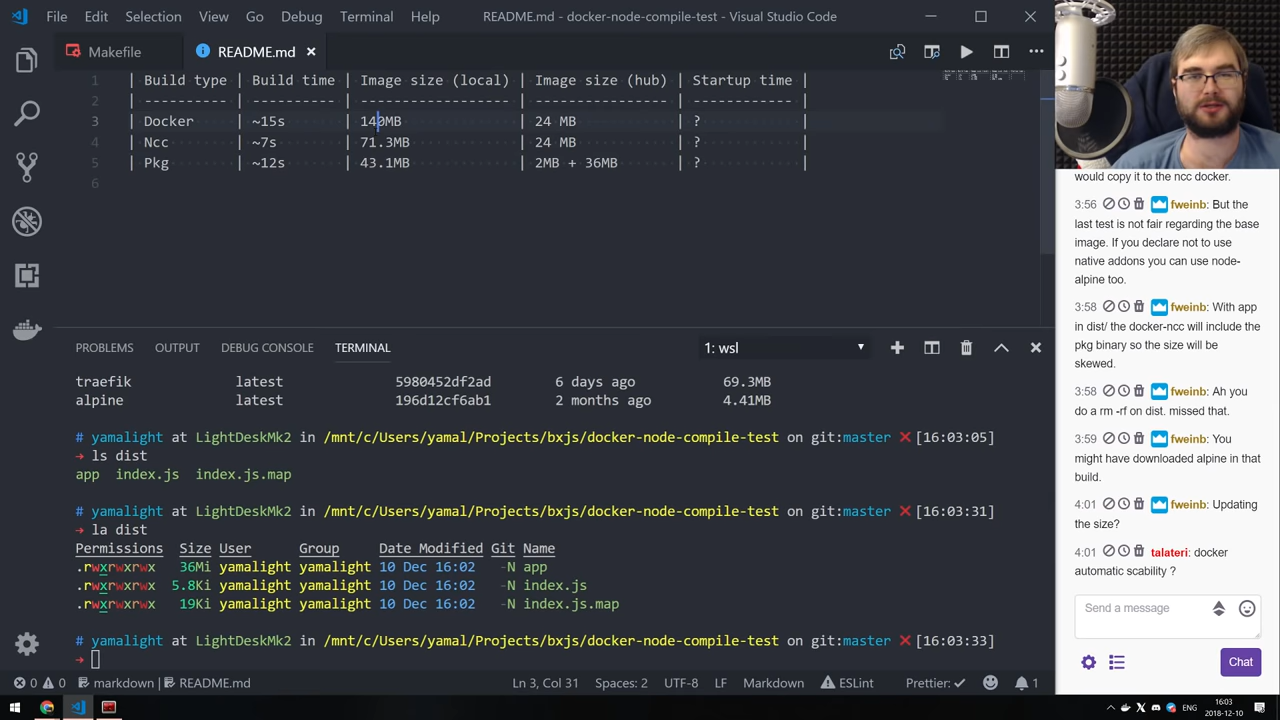 File Edit Selection View Go Debug Terminal Help README.md - docker-node-compile-test - Visual Studio Code
Makefile README.md
1 | Build type | Build time | Image size (local) | Image size (hub) | Startup time |
2 | ---------- | ---------- | ------------------ | ---------------- | ------------ |
3 | Docker | ~15s | 140MB | 24 MB | ? |
4 | Ncc | ~7s | 71.3MB | 24 MB | ? |
5 | Pkg | ~12s | 43.1MB | 2MB + 36MB | ? |
6
PROBLEMS OUTPUT DEBUG CONSOLE TERMINAL 1: wsl
traefik latest 5980452df2ad 6 days ago 69.3MB
alpine latest 196d12cf6ab1 2 months ago 4.41MB
# yamalight at LightDeskMk2 in /mnt/c/Users/yamal/Projects/bxjs/docker-node-compile-test on git:master ✕ [16:03:05]
→ ls dist
app index.js index.js.map
# yamalight at LightDeskMk2 in /mnt/c/Users/yamal/Projects/bxjs/docker-node-compile-test on git:master ✕ [16:03:31]
→ la dist
Permissions Size User Group Date Modified Git Name
.rwxrwxrwx 36Mi yamalight yamalight 10 Dec 16:02 -N app
.rwxrwxrwx 5.8Ki yamalight yamalight 10 Dec 16:02 -N index.js
.rwxrwxrwx 19Ki yamalight yamalight 10 Dec 16:02 -N index.js.map
# yamalight at LightDeskMk2 in /mnt/c/Users/yamal/Projects/bxjs/docker-node-compile-test on git:master ✕ [16:03:33]
→
0 0 markdown README.md Ln 3, Col 31 Spaces: 2 UTF-8 LF Markdown ESLint Prettier: ✓ 1
would copy it to the ncc docker.
3:56 fweinb: But the
last test is not fair regarding the base
image. If you declare not to use
native addons you can use node-
alpine too.
3:58 fweinb: With app
in dist/ the docker-ncc will include the
pkg binary so the size will be
skewed.
3:58 fweinb: Ah you
do a rm -rf on dist. missed that.
3:59 fweinb: You
might have downloaded alpine in that
build.
4:01 fweinb: Updating
the size?
4:01 talateri: docker
automatic scability ?
Send a message
Chat
ENG 16:03
2018-12-10